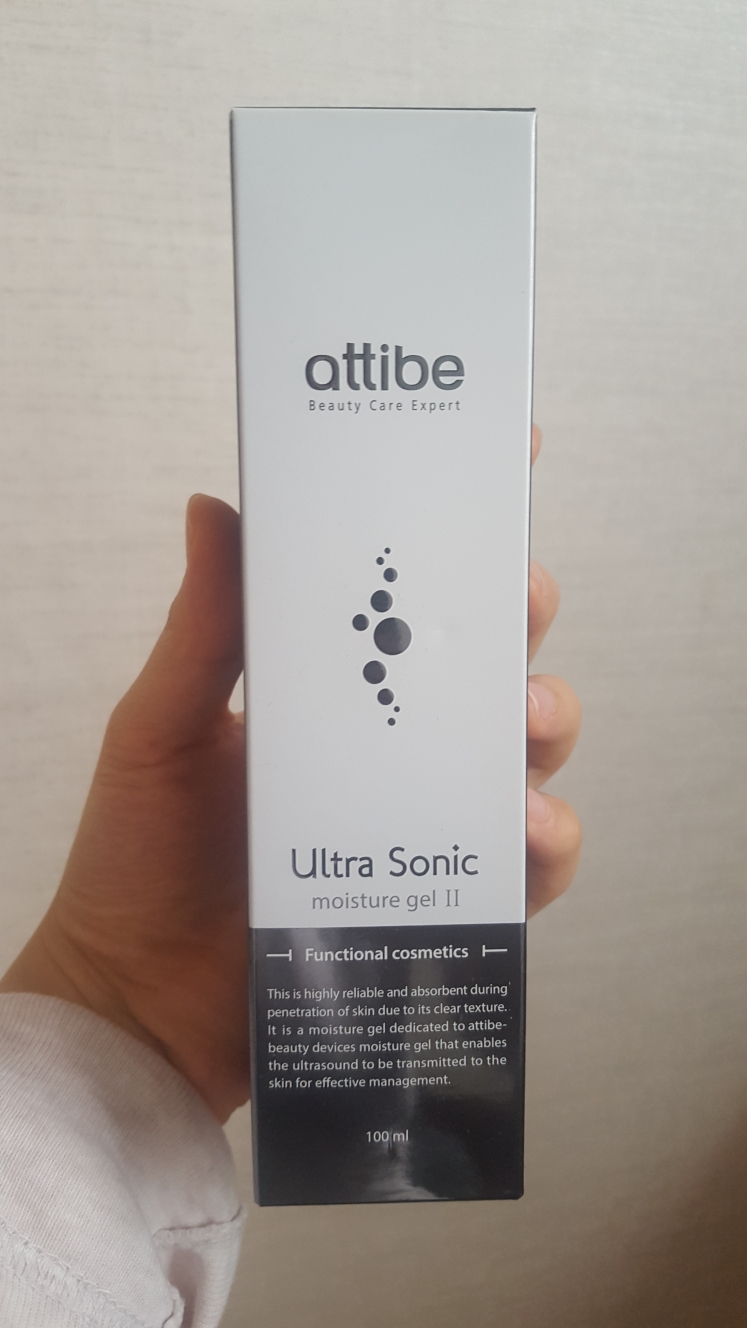 attibe
Beauty Care Expert
Ultra Sonic
moisture gel II
Functional cosmetics
This is highly reliable and absorbent during
penetration of skin due to its clear texture.
It is a moisture gel dedicated to attibe-
beauty devices moisture gel that enables
the ultrasound to be transmitted to the
skin for effective management.
100 ml